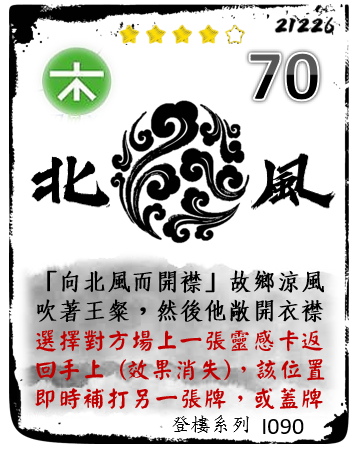 21226
木
70
北風
「向北風而開襟」故鄉涼風
吹著王粲，然後他敞開衣襟
選擇對方場上一張靈感卡返
回手上 (效果消失)，該位置
即時補打另一張牌，或蓋牌
登樓系列 I090